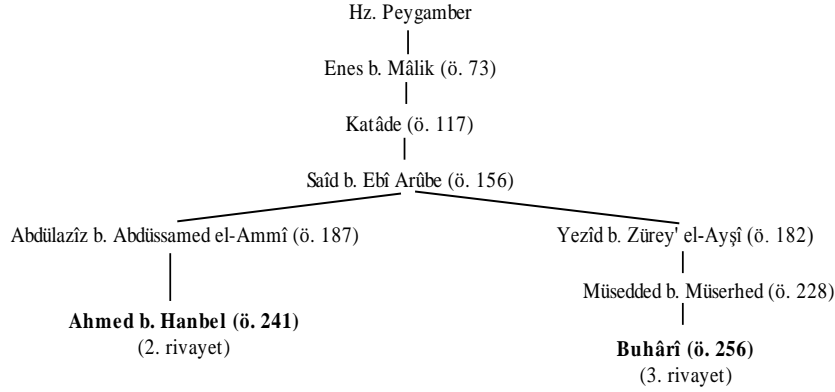 Hz. Peygamber
Enes b. Mâlik (ö. 73)
Katâde (ö. 117)
Saîd b. Ebî Arûbe (ö. 156)
Abdülazîz b. Abdüssamed el-Ammî (ö. 187)
Yezîd b. Zürey' el-Ayşî (ö. 182)
Müsedded b. Müserhed (ö. 228)
Ahmed b. Hanbel (ö. 241)
(2. rivayet)
Buhârî (ö. 256)
(3. rivayet)